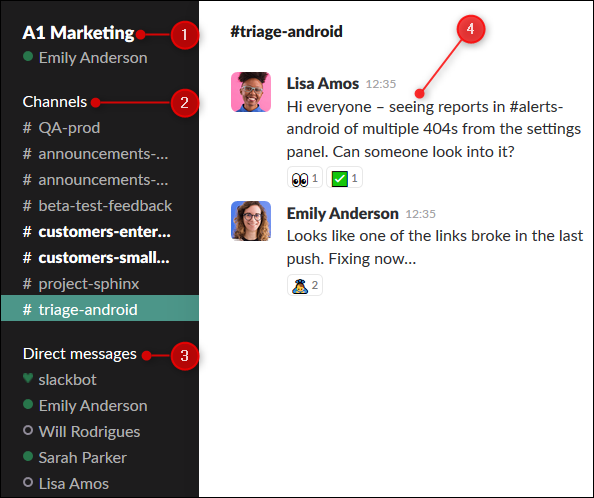 A1 Marketing
1
Emily Anderson
Channels
2
# QA-prod
# announcements-...
# announcements-...
# beta-test-feedback
# customers-enter...
# customers-small...
# project-sphinx
# triage-android
Direct messages
3
slackbot
Emily Anderson
Will Rodrigues
Sarah Parker
Lisa Amos
#triage-android
4
Lisa Amos 12:35
Hi everyone – seeing reports in #alerts-
android of multiple 404s from the settings
panel. Can someone look into it?
1 1
Emily Anderson 12:35
Looks like one of the links broke in the last
push. Fixing now...
2